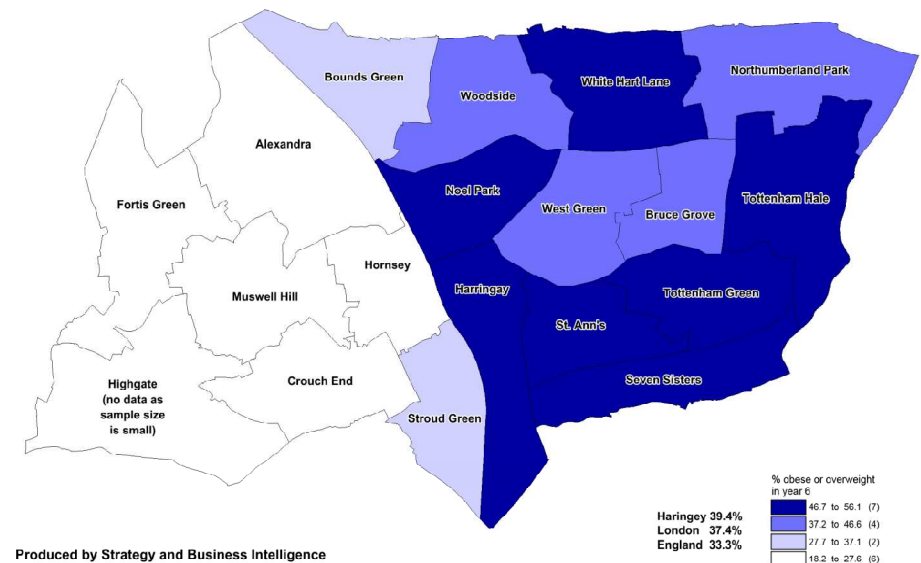 Bounds Green
Woodside
White Hart Lane
Northumberland Park
Alexandra
Noel Park
Fortis Green
West Green
Bruce Grove
Tottenham Hale
Hornsey
Muswell Hill
Harringay
Tottenham Green
St. Ann's
Crouch End
Seven Sisters
Highgate
(no data as
sample size
is small)
Stroud Green
% obese or overweight
in year 6
46.7 to 56.1 (7)
37.2 to 46.6 (4)
27.7 to 37.1 (2)
18.2 to 27.6 (6)
Haringey 39.4%
London 37.4%
England 33.3%
Produced by Strategy and Business Intelligence